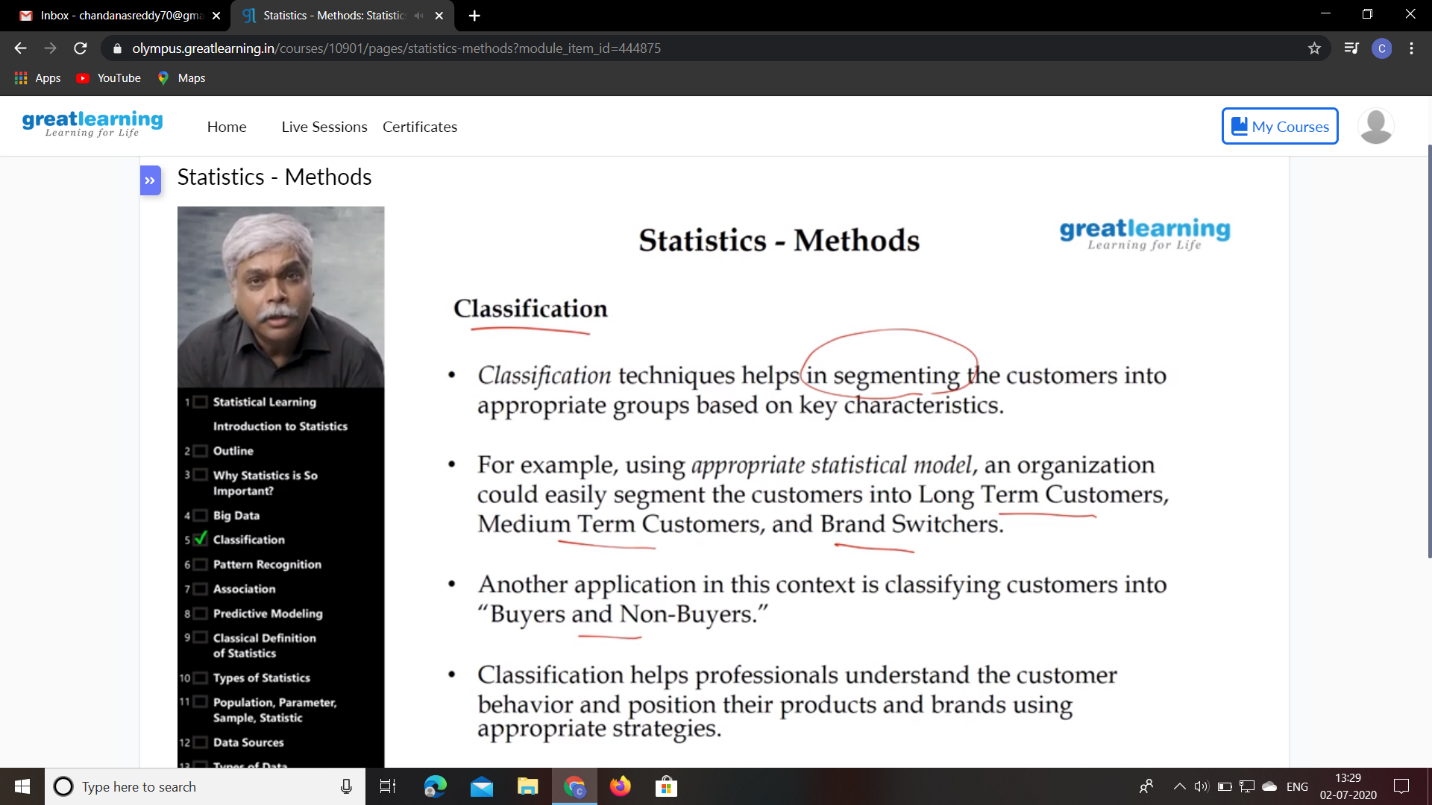 Inbox - chandanasreddy70@gma
Statistics - Methods: Statistic
olympus.greatlearning.in/courses/10901/pages/statistics-methods?module_item_id=444875
C
Apps
YouTube
Maps
greatlearning
Learning for Life
Home
Live Sessions
Certificates
My Courses
Statistics - Methods
Statistics - Methods
greatlearning
Learning for Life
Classification
• Classification techniques helps in segmenting the customers into
appropriate groups based on key characteristics.
• For example, using appropriate statistical model, an organization
could easily segment the customers into Long Term Customers,
Medium Term Customers, and Brand Switchers.
• Another application in this context is classifying customers into
“Buyers and Non-Buyers.”
• Classification helps professionals understand the customer
behavior and position their products and brands using
appropriate strategies.
1 Statistical Learning
Introduction to Statistics
2 Outline
3 Why Statistics is So
Important?
4 Big Data
5 Classification
6 Pattern Recognition
7 Association
8 Predictive Modeling
9 Classical Definition
of Statistics
10 Types of Statistics
11 Population, Parameter,
Sample, Statistic
12 Data Sources
13 Types of Data
Type here to search
C
ENG
13:29
02-07-2020